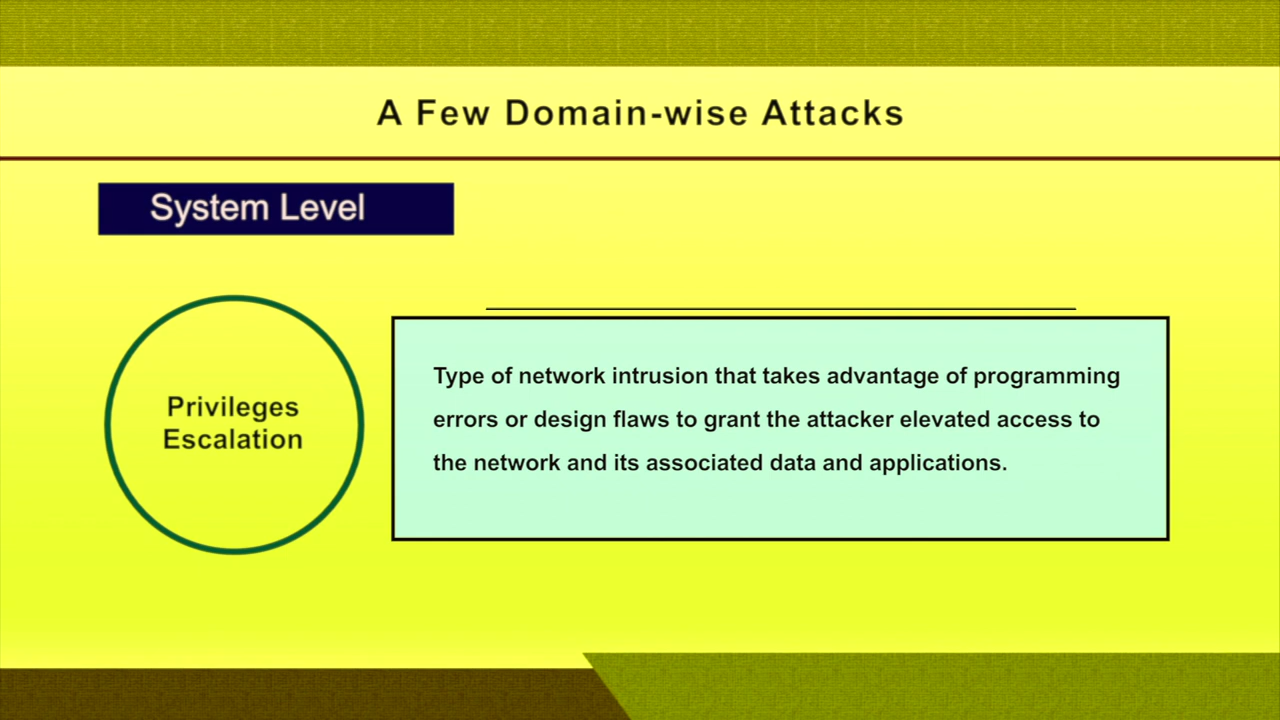 A Few Domain-wise Attacks
System Level
Privileges
Escalation
Type of network intrusion that takes advantage of programming
errors or design flaws to grant the attacker elevated access to
the network and its associated data and applications.